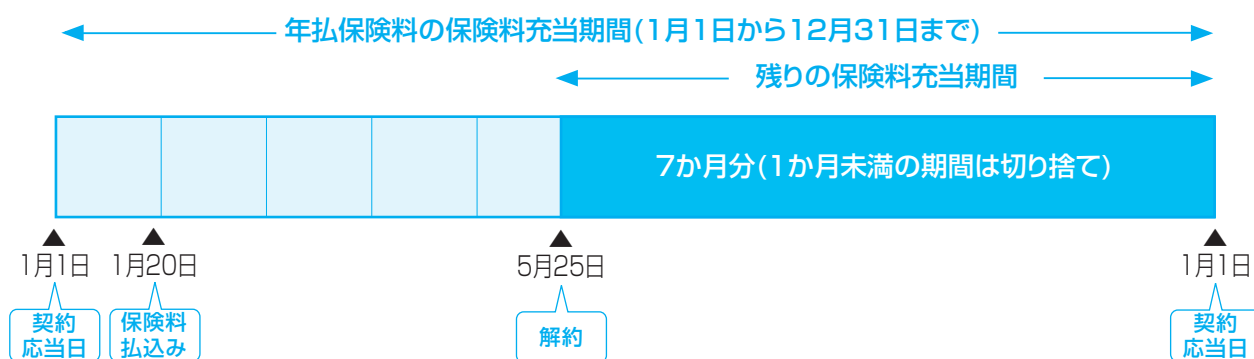 年払保険料の保険料充当期間(1月1日から12月31日まで)
残りの保険料充当期間
7か月分(1か月未満の期間は切り捨て)
1月1日
1月20日
5月25日
1月1日
契約
応当日
保険料
払込み
解約
契約
応当日